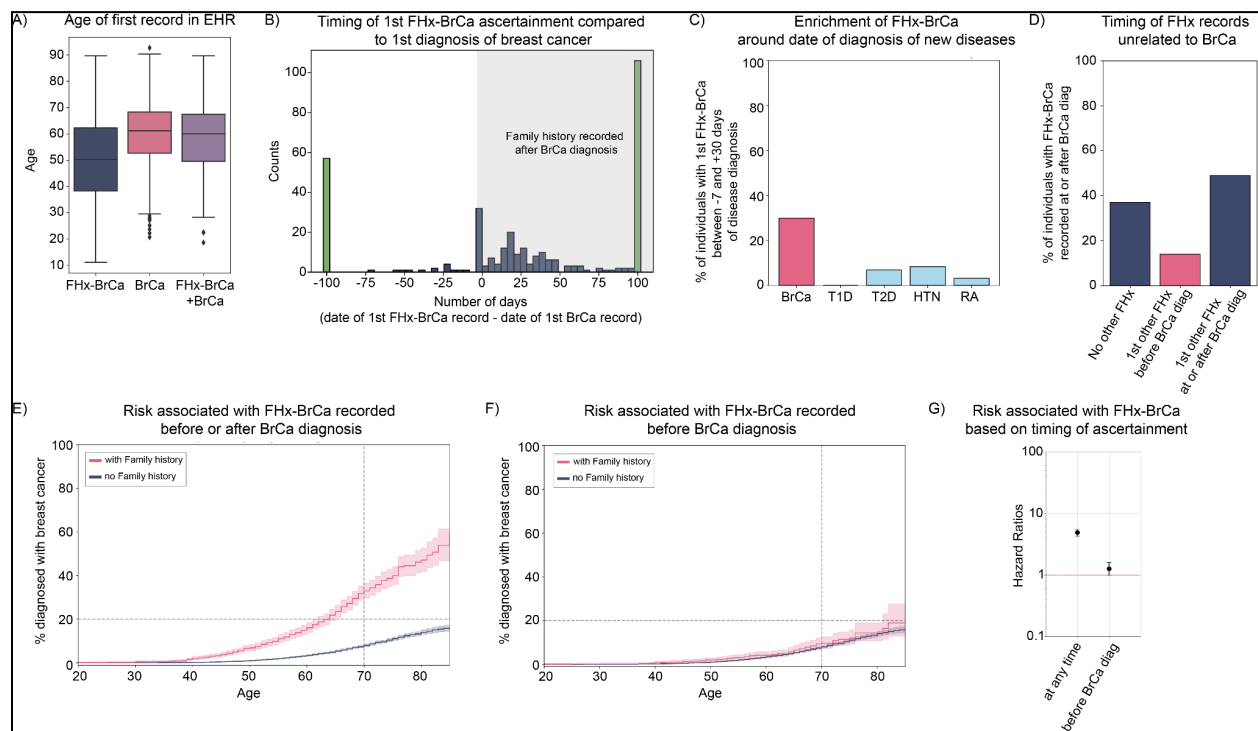 A)
Age of first record in EHR
90
80
70
60
50
40
30
20
10
Age
FHx-BrCa
BrCa
FHx-BrCa
+BrCa
B)
Timing of 1st FHx-BrCa ascertainment compared
to 1st diagnosis of breast cancer
100
80
60
40
20
0
Counts
Family history recorded
after BrCa diagnosis
-100
-75
-50
-25
0
25
50
75
100
Number of days
(date of 1st FHx-BrCa record - date of 1st BrCa record)
C)
Enrichment of FHx-BrCa
around date of diagnosis of new diseases
% of individuals with 1st FHx-BrCa
between -7 and +30 days
of disease diagnosis
100
80
60
40
20
0
BrCa
T1D
T2D
HTN
RA
D)
Timing of FHx records
unrelated to BrCa
% of individuals with FHx-BrCa
recorded at or after BrCa diag
100
80
60
40
20
0
No other FHx
1st other FHx
before BrCa diag
1st other FHx
at or after BrCa diag
E)
Risk associated with FHx-BrCa recorded
before or after BrCa diagnosis
% diagnosed with breast cancer
100
80
60
40
20
0
with Family history
no Family history
20
30
40
50
60
70
80
Age
F)
Risk associated with FHx-BrCa recorded
before BrCa diagnosis
% diagnosed with breast cancer
100
80
60
40
20
0
with Family history
no Family history
20
30
40
50
60
70
80
Age
G)
Risk associated with FHx-BrCa
based on timing of ascertainment
Hazard Ratios
100
10
1
0.1
at any time
before BrCa diag